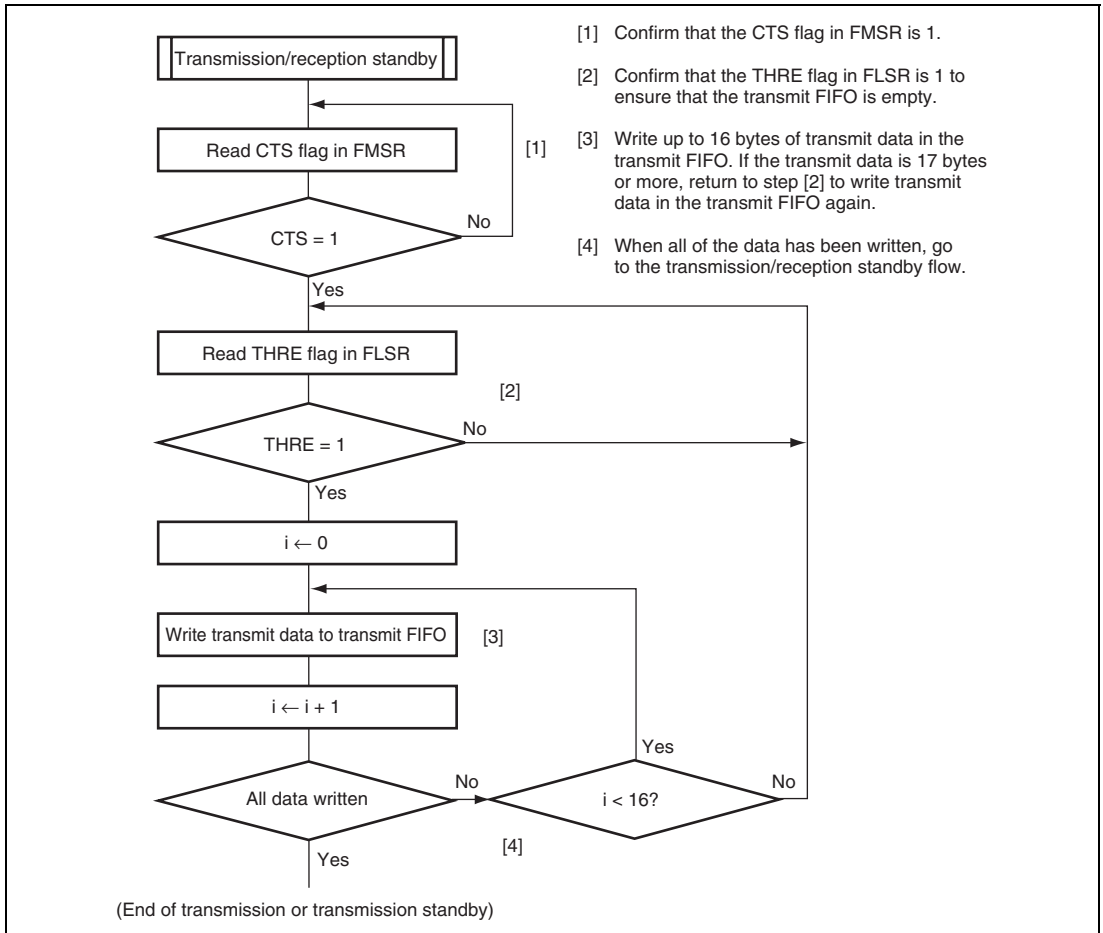 Transmission/reception standby
Read CTS flag in FMSR
[1]
CTS = 1
No
Yes
Read THRE flag in FLSR
[2]
THRE = 1
No
Yes
i ← 0
Write transmit data to transmit FIFO
[3]
i ← i + 1
All data written
No
i < 16?
Yes
No
[4]
Yes
(End of transmission or transmission standby)
[1] Confirm that the CTS flag in FMSR is 1.
[2] Confirm that the THRE flag in FLSR is 1 to
ensure that the transmit FIFO is empty.
[3] Write up to 16 bytes of transmit data in the
transmit FIFO. If the transmit data is 17 bytes
or more, return to step [2] to write transmit
data in the transmit FIFO again.
[4] When all of the data has been written, go
to the transmission/reception standby flow.